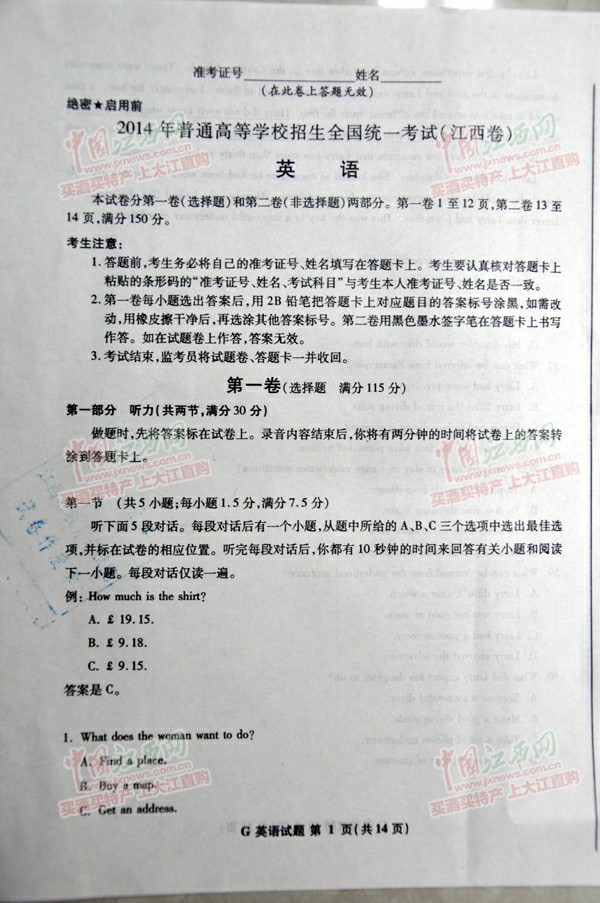 准考证号____________姓名________
(在此卷上答题无效)
绝密★启用前
2014年普通高等学校招生全国统一考试(江西卷)
英 语
本试卷分第一卷(选择题)和第二卷(非选择题)两部分。第一卷1至12页,第二卷13至
14页,满分150分。
考生注意:
1.答题前,考生务必将自己的准考证号、姓名填写在答题卡上。考生要认真核对答题卡上
粘贴的条形码的“准考证号、姓名、考试科目”与考生本人准考证号、姓名是否一致。
2.第一卷每小题选出答案后,用2B铅笔把答题卡上对应题目的答案标号涂黑,如需改
动,用橡皮擦干净后,再选涂其他答案标号。第二卷用黑色墨水签字笔在答题卡上书写
作答。如在试题卷上作答,答案无效。
3.考试结束,监考员将试题卷、答题卡一并收回。
第一卷(选择题 满分115分)
第一部分 听力(共两节,满分30分)
做题时,先将答案标在试卷上。录音内容结束后,你将有两分钟的时间将试卷上的答案转
涂到答题卡上。
第一节 (共5小题;每小题1.5分,满分7.5分)
听下面5段对话。每段对话后有一个小题,从题中所给的A、B、C三个选项中选出最佳选
项,并标在试卷的相应位置。听完每段对话后,你都有10秒钟的时间来回答有关小题和阅读
下一小题。每段对话仅读一遍。
例: How much is the shirt?
A. £ 19.15.
B. £ 9.18.
C. £ 9.15.
答案是C。
1. What does the woman want to do?
A. Find a place.
B. Buy a map.
C. Get an address.
G 英语试题 第 1 页(共14页)
中国江西网
www.jxnews.com.cn
买酒买特产 上大江直购